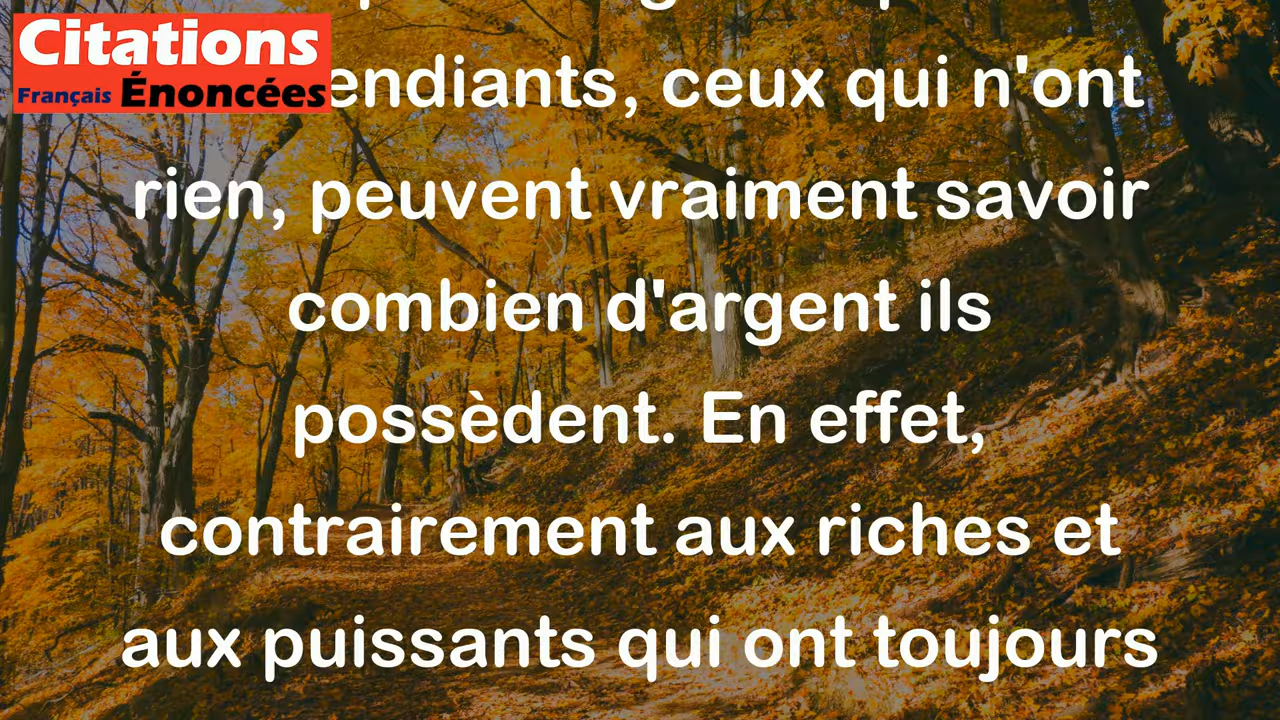 Citations
Français Énoncées
endiants, ceux qui n'ont
rien, peuvent vraiment savoir
combien d'argent ils
possèdent. En effet,
contrairement aux riches et
aux puissants qui ont toujours